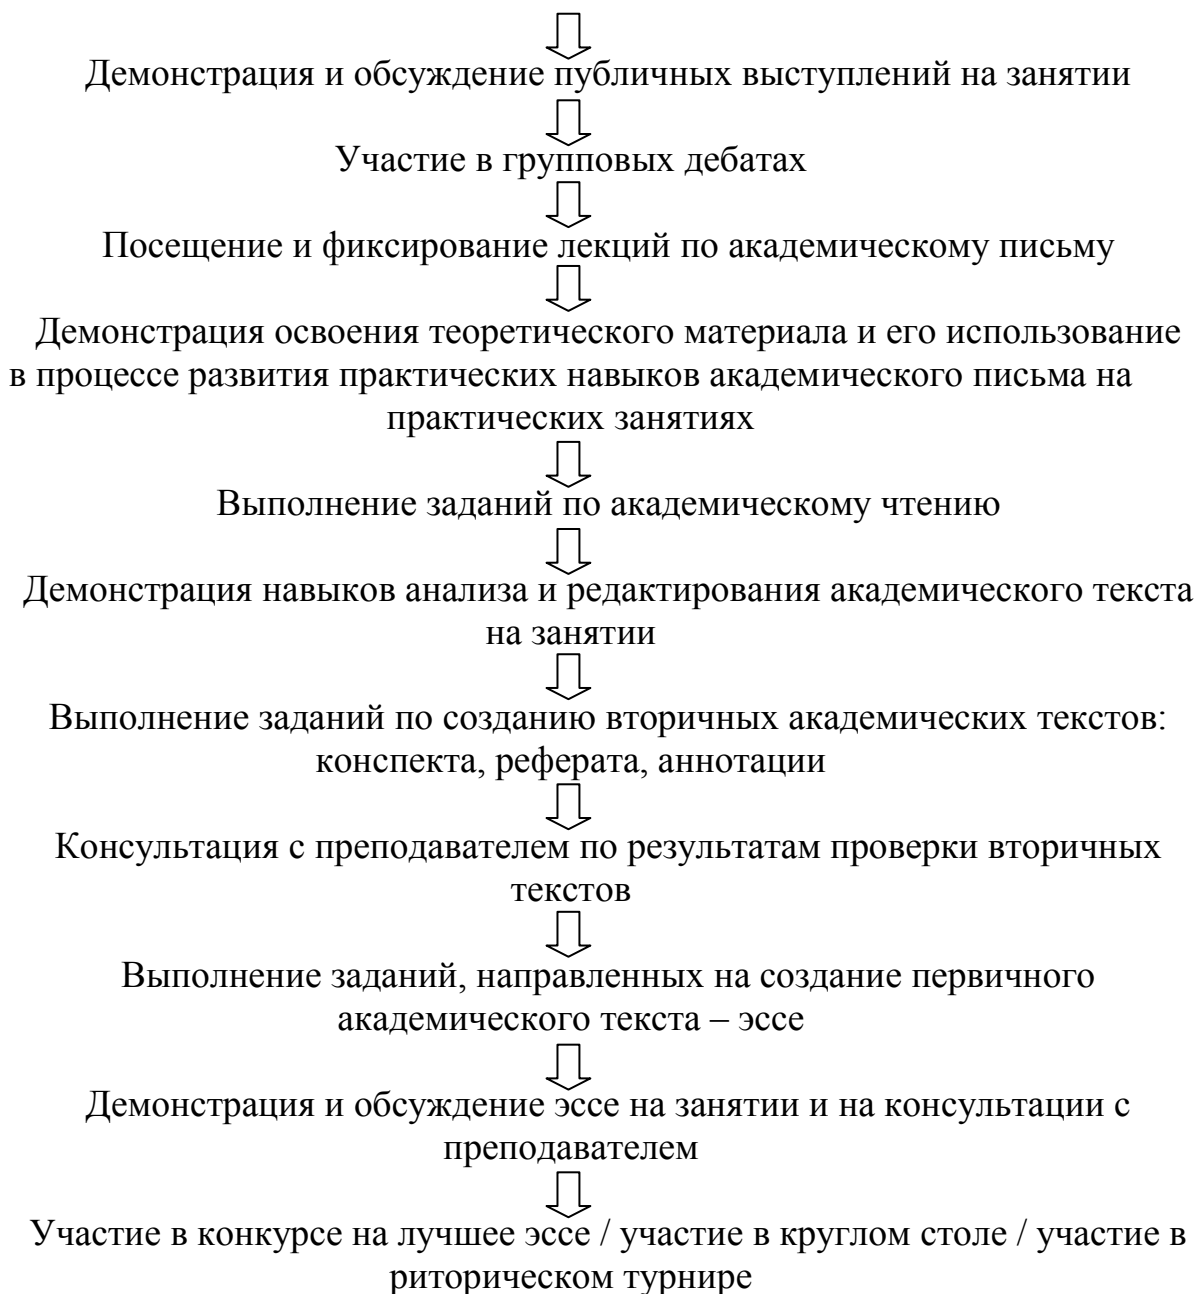 Демонстрация и обсуждение публичных выступлений на занятии
Участие в групповых дебатах
Посещение и фиксирование лекций по академическому письму
Демонстрация освоения теоретического материала и его использование
в процессе развития практических навыков академического письма на
практических занятиях
Выполнение заданий по академическому чтению
Демонстрация навыков анализа и редактирования академического текста
на занятии
Выполнение заданий по созданию вторичных академических текстов:
конспекта, реферата, аннотации
Консультация с преподавателем по результатам проверки вторичных
текстов
Выполнение заданий, направленных на создание первичного
академического текста – эссе
Демонстрация и обсуждение эссе на занятии и на консультации с
преподавателем
Участие в конкурсе на лучшее эссе / участие в круглом столе / участие в
риторическом турнире